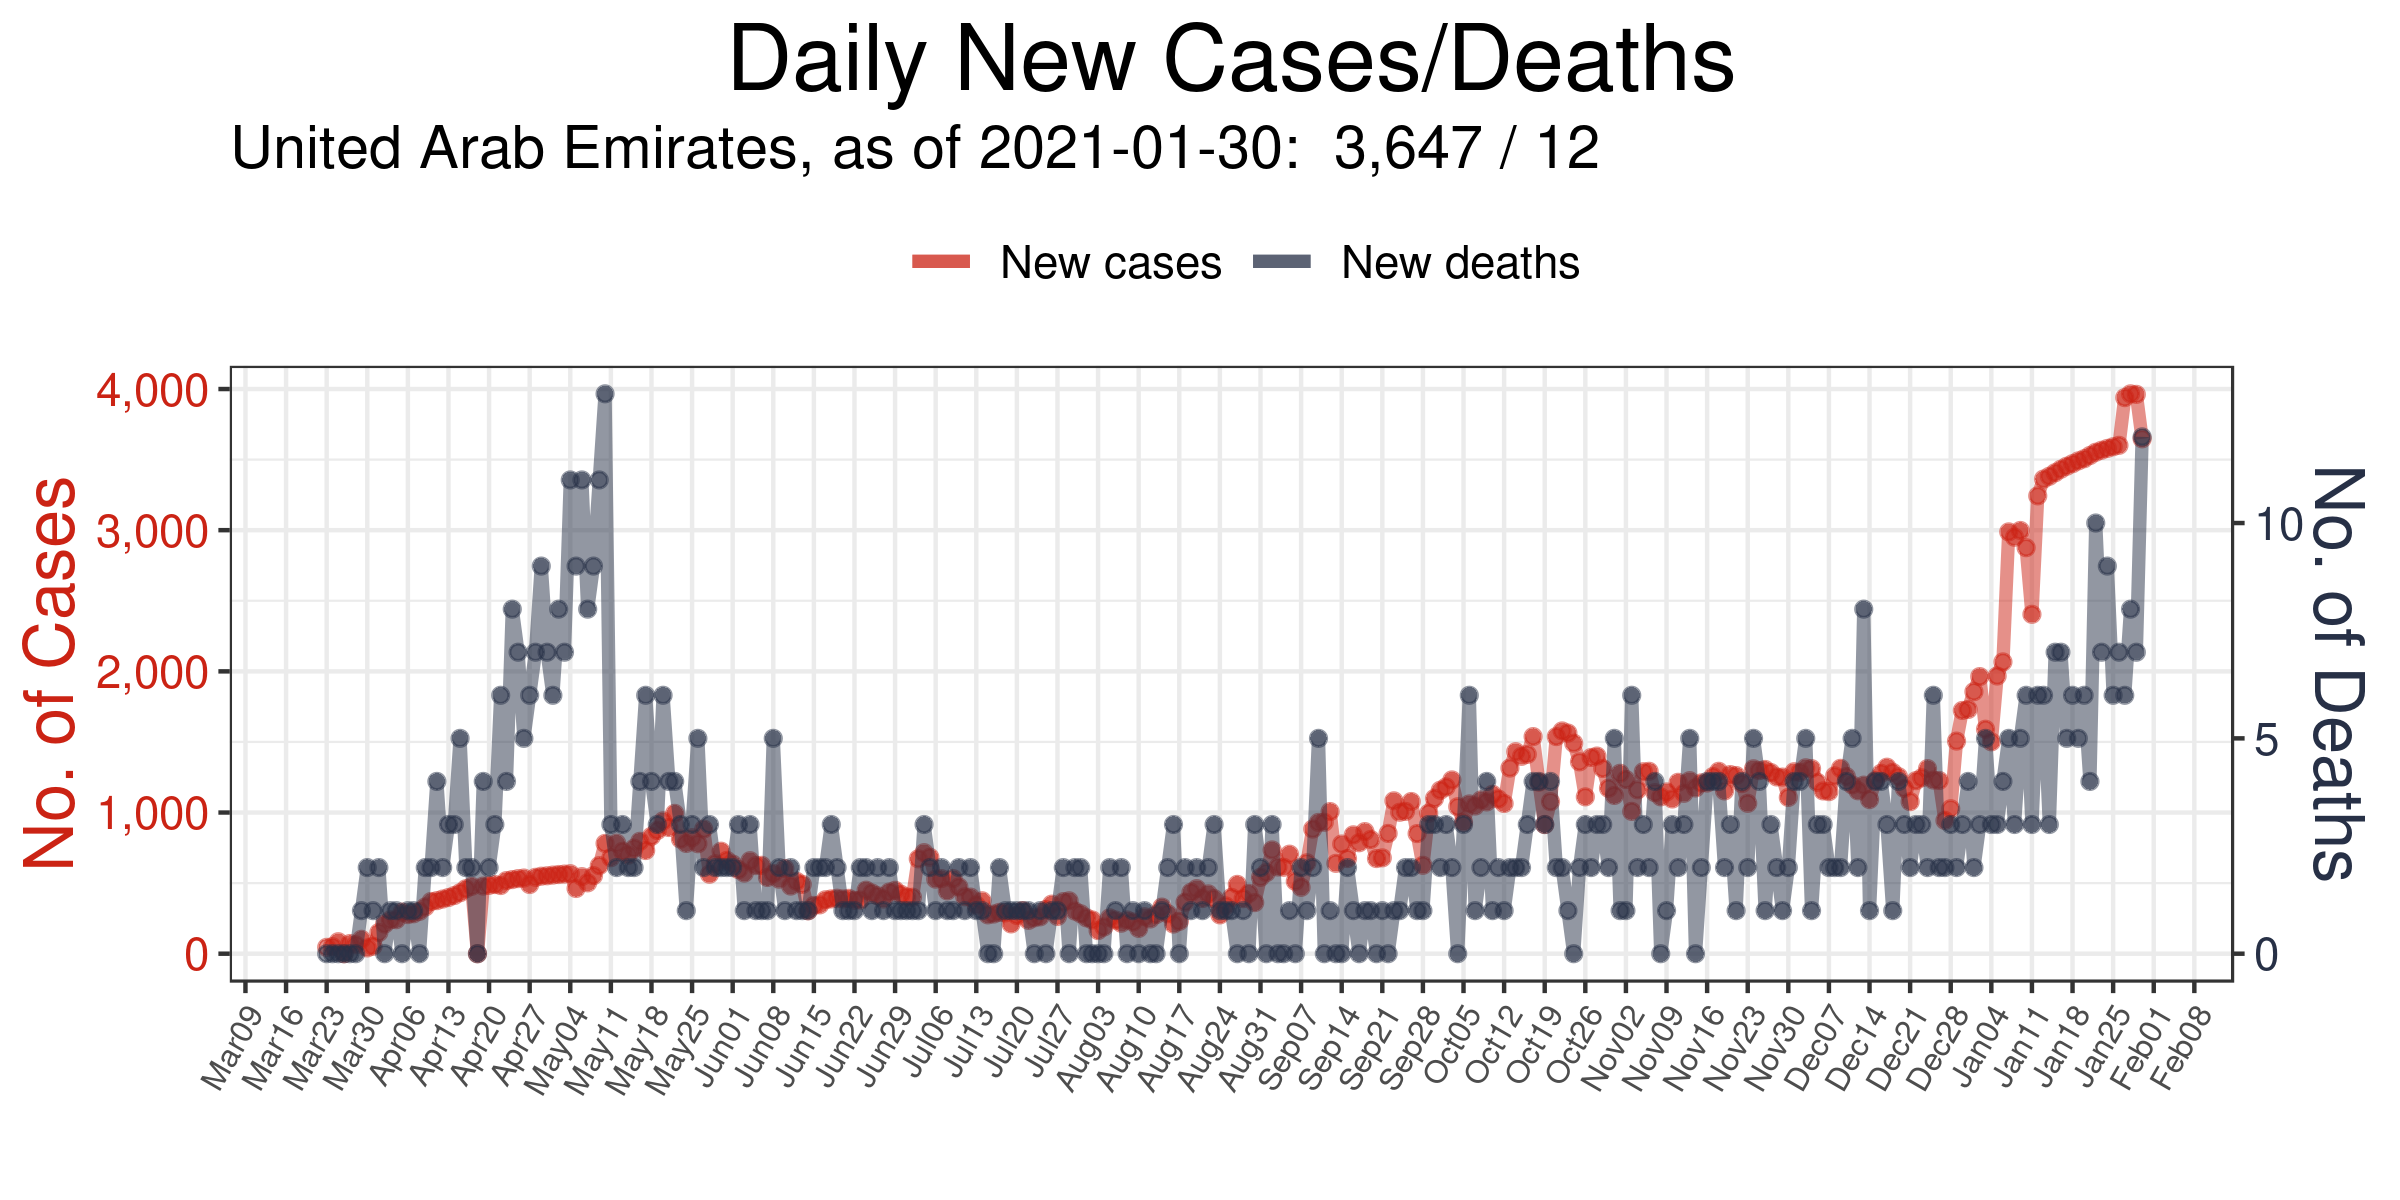 Daily New Cases/Deaths
United Arab Emirates, as of 2021-01-30:  3,647 / 12
New cases New deaths
No. of Cases
4,000
3,000
2,000
1,000
0
10
5
0
No. of Deaths
Mar09 Mar16 Mar23 Mar30 Apr06 Apr13 Apr20 Apr27 May04 May11 May18 May25 Jun01 Jun08 Jun15 Jun22 Jun29 Jul06 Jul13 Jul20 Jul27 Aug03 Aug10 Aug17 Aug24 Aug31 Sep07 Sep14 Sep21 Sep28 Oct05 Oct12 Oct19 Oct26 Nov02 Nov09 Nov16 Nov23 Nov30 Dec07 Dec14 Dec21 Dec28 Jan04 Jan11 Jan18 Jan25 Feb01 Feb08